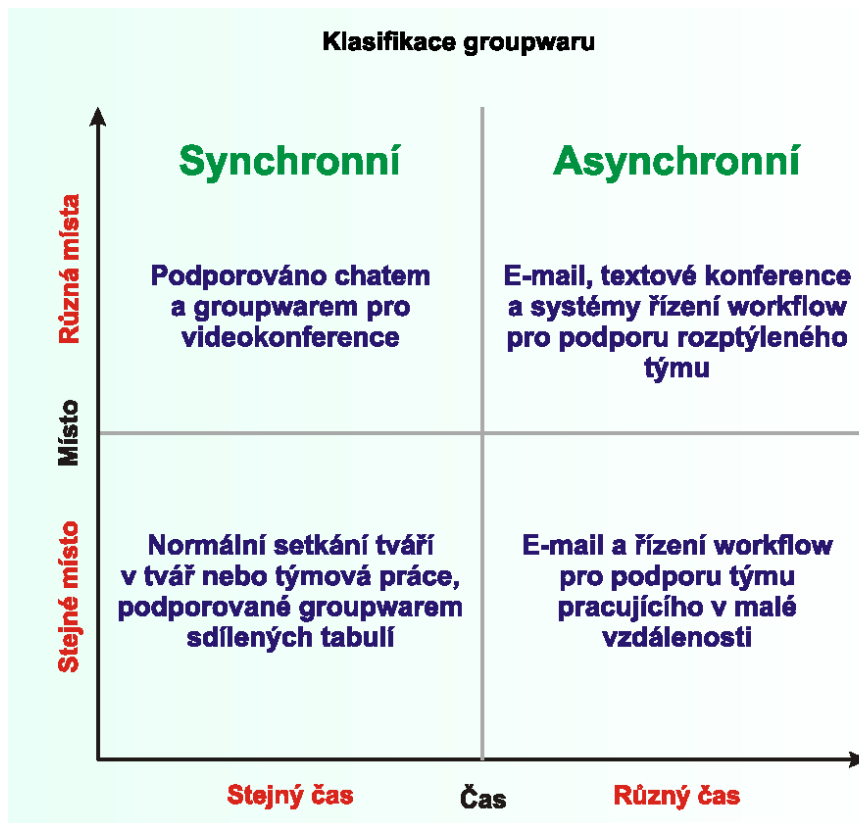 Klasifikace groupwaru
Synchronní
Asynchronní
Různá místa
Podporováno chatem
a groupwarem pro
videokonference
E-mail, textové konference
a systémy řízení workflow
pro podporu rozptýleného
týmu
Místo
Stejné místo
Normální setkání tváří
v tvář nebo týmová práce,
podporované groupwarem
sdílených tabulí
E-mail a řízení workflow
pro podporu týmu
pracujícího v malé
vzdálenosti
Stejný čas
Čas
Různý čas